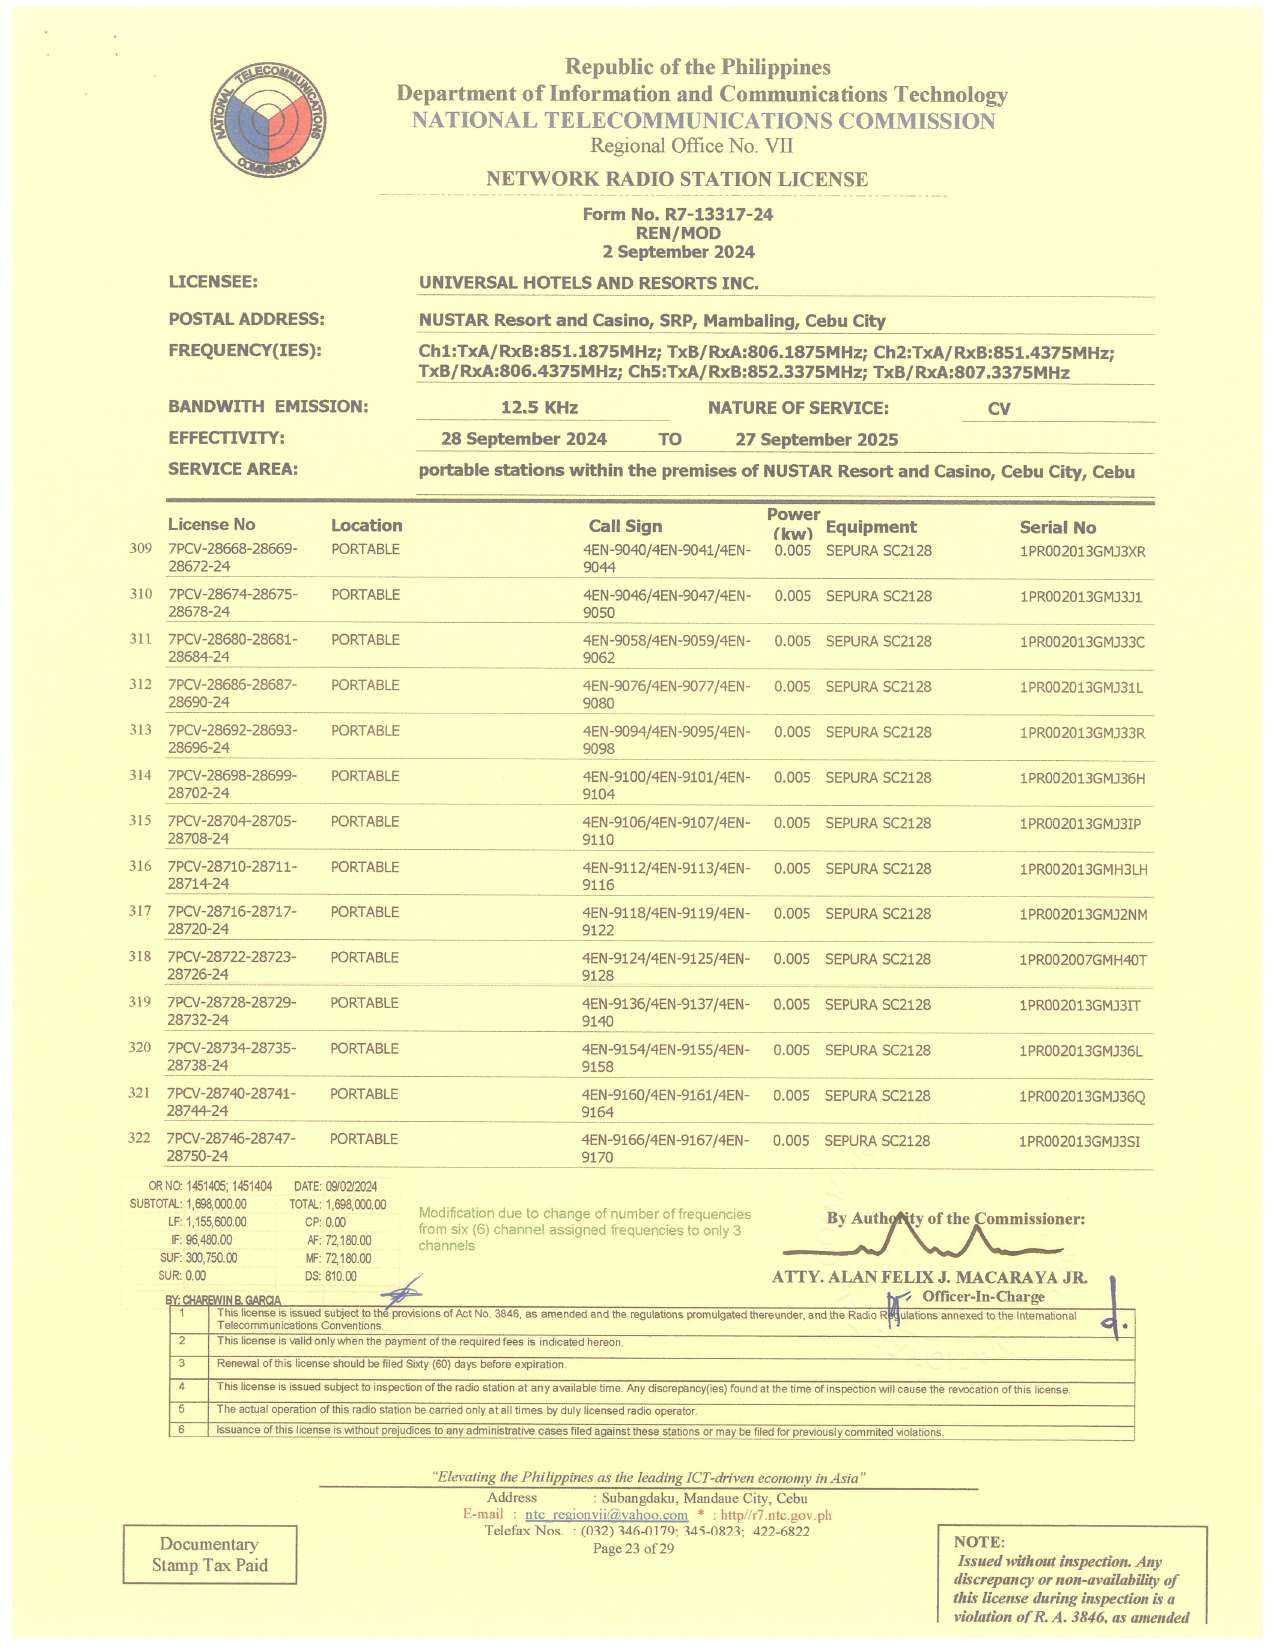 NATIONAL TELECOMMUNICATIONS COMMISSION
Republic of the Philippines
Department of Information and Communications Technology
NATIONAL TELECOMMUNICATIONS COMMISSION
Regional Office No. VII
NETWORK RADIO STATION LICENSE
Form No. R7-13317-24
REN/MOD
2 September 2024
LICENSEE: UNIVERSAL HOTELS AND RESORTS INC.
POSTAL ADDRESS: NUSTAR Resort and Casino, SRP, Mambaling, Cebu City
FREQUENCY(IES): Ch1:TxA/RxB:851.1875MHz; TxB/RxA:806.1875MHz; Ch2:TxA/RxB:851.4375MHz;
TxB/RxA:806.4375MHz; Ch5:TxA/RxB:852.3375MHz; TxB/RxA:807.3375MHz
BANDWITH EMISSION: 12.5 KHz NATURE OF SERVICE: CV
EFFECTIVITY: 28 September 2024 TO 27 September 2025
SERVICE AREA: portable stations within the premises of NUSTAR Resort and Casino, Cebu City, Cebu
License No Location Call Sign Power (kw) Equipment Serial No
309 7PCV-28668-28669- PORTABLE 4EN-9040/4EN-9041/4EN- 0.005 SEPURA SC2128 1PR002013GMJ3XR
28672-24 9044
310 7PCV-28674-28675- PORTABLE 4EN-9046/4EN-9047/4EN- 0.005 SEPURA SC2128 1PR002013GMJ3J1
28678-24 9050
311 7PCV-28680-28681- PORTABLE 4EN-9058/4EN-9059/4EN- 0.005 SEPURA SC2128 1PR002013GMJ33C
28684-24 9062
312 7PCV-28686-28687- PORTABLE 4EN-9076/4EN-9077/4EN- 0.005 SEPURA SC2128 1PR002013GMJ31L
28690-24 9080
313 7PCV-28692-28693- PORTABLE 4EN-9094/4EN-9095/4EN- 0.005 SEPURA SC2128 1PR002013GMJ33R
28696-24 9098
314 7PCV-28698-28699- PORTABLE 4EN-9100/4EN-9101/4EN- 0.005 SEPURA SC2128 1PR002013GMJ36H
28702-24 9104
315 7PCV-28704-28705- PORTABLE 4EN-9106/4EN-9107/4EN- 0.005 SEPURA SC2128 1PR002013GMJ3IP
28708-24 9110
316 7PCV-28710-28711- PORTABLE 4EN-9112/4EN-9113/4EN- 0.005 SEPURA SC2128 1PR002013GMH3LH
28714-24 9116
317 7PCV-28716-28717- PORTABLE 4EN-9118/4EN-9119/4EN- 0.005 SEPURA SC2128 1PR002013GMJ2NM
28720-24 9122
318 7PCV-28722-28723- PORTABLE 4EN-9124/4EN-9125/4EN- 0.005 SEPURA SC2128 1PR002007GMH40T
28726-24 9128
319 7PCV-28728-28729- PORTABLE 4EN-9136/4EN-9137/4EN- 0.005 SEPURA SC2128 1PR002013GMJ3IT
28732-24 9140
320 7PCV-28734-28735- PORTABLE 4EN-9154/4EN-9155/4EN- 0.005 SEPURA SC2128 1PR002013GMJ36L
28738-24 9158
321 7PCV-28740-28741- PORTABLE 4EN-9160/4EN-9161/4EN- 0.005 SEPURA SC2128 1PR002013GMJ36Q
28744-24 9164
322 7PCV-28746-28747- PORTABLE 4EN-9166/4EN-9167/4EN- 0.005 SEPURA SC2128 1PR002013GMJ3SI
28750-24 9170
OR NO: 1451405; 1451404 DATE: 09/02/2024
SUBTOTAL: 1,698,000.00 TOTAL: 1,698,000.00
LF: 1,155,600.00 CP: 0.00
IF: 96,480.00 AF: 72,180.00
SUF: 300,750.00 MF: 72,180.00
SUR: 0.00 DS: 810.00
BY: CHAREWIN B. GARCIA
Modification due to change of number of frequencies
from six (6) channel assigned frequencies to only 3
channels
By Authority of the Commissioner:
ATTY. ALAN FELIX J. MACARAYA JR.
Officer-In-Charge
1 This license is issued subject to the provisions of Act No. 3846, as amended and the regulations promulgated thereunder, and the Radio Regulations annexed to the International
Telecommunications Conventions.
2 This license is valid only when the payment of the required fees is indicated hereon.
3 Renewal of this license should be filed Sixty (60) days before expiration.
4 This license is issued subject to inspection of the radio station at any available time. Any discrepancy(ies) found at the time of inspection will cause the revocation of this license.
5 The actual operation of this radio station be carried only at all times by duly licensed radio operator.
6 Issuance of this license is without prejudices to any administrative cases filed against these stations or may be filed for previously commited violations.
"Elevating the Philippines as the leading ICT-driven economy in Asia"
Address : Subangdaku, Mandaue City, Cebu
E-mail : ntc_regionvii@yahoo.com * : http//r7.ntc.gov.ph
Telefax Nos. : (032) 346-0179; 345-0823; 422-6822
Page 23 of 29
Documentary
Stamp Tax Paid
NOTE:
Issued without inspection. Any
discrepancy or non-availability of
this license during inspection is a
violation of R. A. 3846, as amended